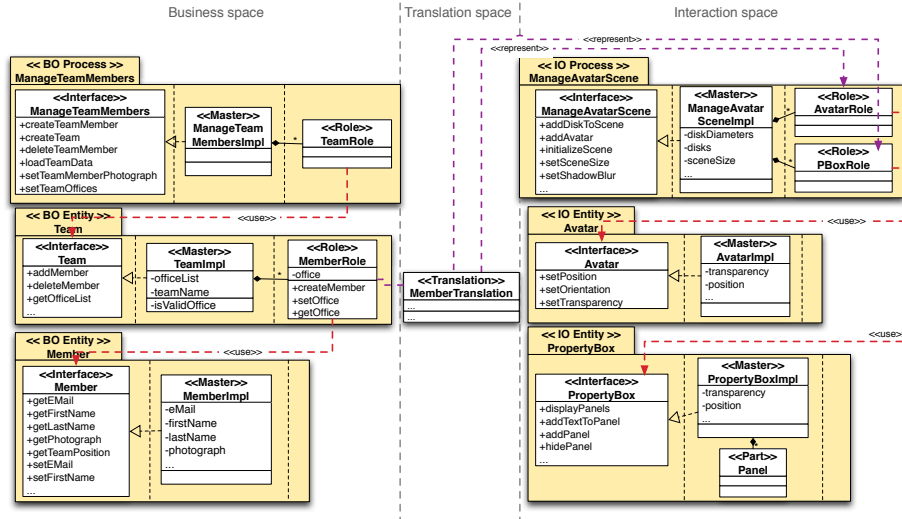 Business space
Translation space
Interaction space
<<represent>>
<<represent>>
<< BO Process >>
ManageTeamMembers
<<Interface>>
ManageTeamMembers
+createTeamMember
+createTeam
+deleteTeamMember
+loadTeamData
+setTeamMemberPhotograph
+setTeamOffices
<<Master>>
ManageTeam
MembersImpl
*
<<Role>>
TeamRole
<<use>>
<< BO Entity >>
Team
<<Interface>>
Team
+addMember
+deleteMember
+getOfficeList
...
<<Master>>
TeamImpl
-officeList
-teamName
-isValidOffice
*
<<Role>>
MemberRole
-office
+createMember
+setOffice
+getOffice
<<use>>
<< BO Entity >>
Member
<<Interface>>
Member
+getEMail
+getFirstName
+getLastName
+getPhotograph
+getTeamPosition
+setEMail
+setFirstName
...
<<Master>>
MemberImpl
-eMail
-firstName
-lastName
-photograph
...
<<Translation>>
MemberTranslation
...
...
<< IO Process >>
ManageAvatarScene
<<Interface>>
ManageAvatarScene
+addDiskToScene
+addAvatar
+initializeScene
+setSceneSize
+setShadowBlur
...
<<Master>>
ManageAvatar
SceneImpl
-diskDiameters
-disks
-sceneSize
...
*
<<Role>>
AvatarRole
*
<<Role>>
PBoxRole
<<use>>
<< IO Entity >>
Avatar
<<Interface>>
Avatar
+setPosition
+setOrientation
+setTransparency
<<Master>>
AvatarImpl
-transparency
-position
...
<<use>>
<< IO Entity >>
PropertyBox
<<Interface>>
PropertyBox
+displayPanels
+addTextToPanel
+addPanel
+hidePanel
...
<<Master>>
PropertyBoxImpl
-transparency
-position
...
*
<<Part>>
Panel